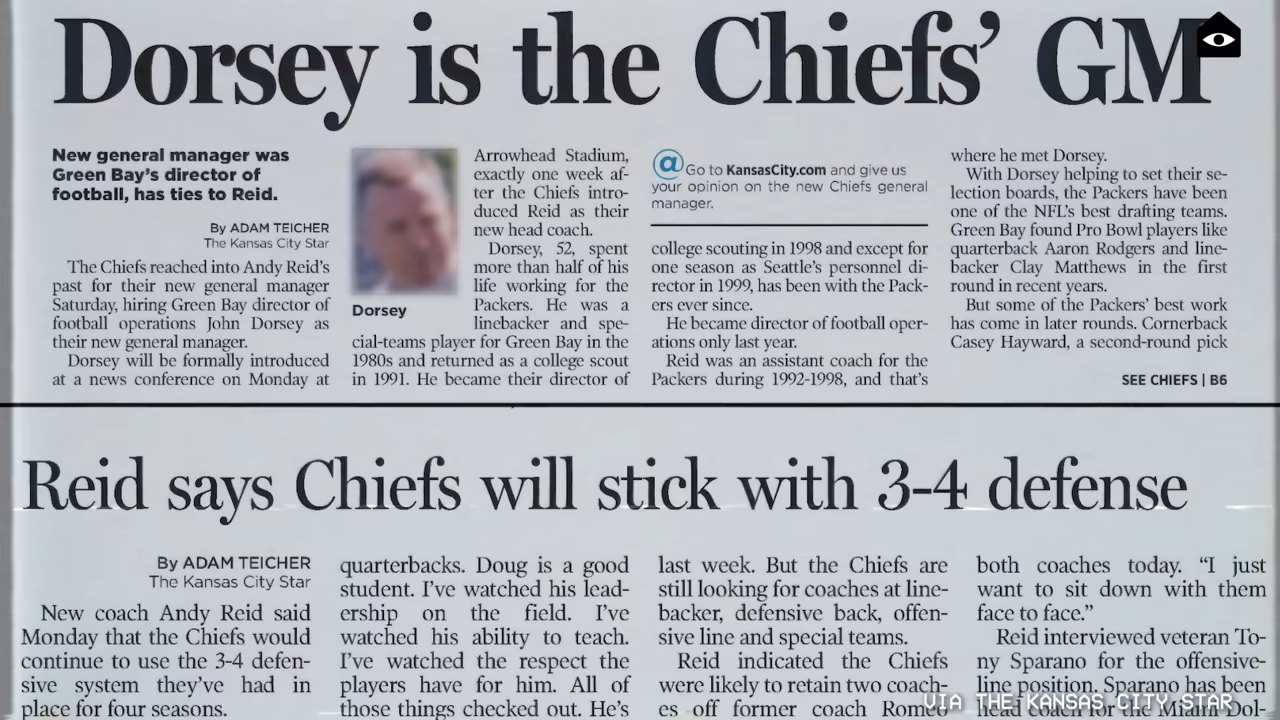 Dorsey is the Chiefs' GM
New general manager was
Green Bay's director of
football, has ties to Reid.
By ADAM TEICHER
The Kansas City Star
The Chiefs reached into Andy Reid's
past for their new general manager
Saturday, hiring Green Bay director of
football operations John Dorsey as
their new general manager.
Dorsey will be formally introduced
at a news conference on Monday at
Dorsey
Arrowhead Stadium,
exactly one week af-
ter the Chiefs intro-
duced Reid as their
new head coach.
Dorsey, 52, spent
more than half of his
life working for the
Packers. He was a
linebacker and spe-
cial-teams player for Green Bay in the
1980s and returned as a college scout
in 1991. He became their director of
@ Go to KansasCity.com and give us
your opinion on the new Chiefs general
manager.
college scouting in 1998 and except for
one season as Seattle's personnel di-
rector in 1999, has been with the Pack-
ers ever since.
He became director of football oper-
ations only last year.
Reid was an assistant coach for the
Packers during 1992-1998, and that's
where he met Dorsey.
With Dorsey helping to set their se-
lection boards, the Packers have been
one of the NFL's best drafting teams.
Green Bay found Pro Bowl players like
quarterback Aaron Rodgers and line-
backer Clay Matthews in the first
round in recent years.
But some of the Packers' best work
has come in later rounds. Cornerback
Casey Hayward, a second-round pick
SEE CHIEFS | B6
Reid says Chiefs will stick with 3-4 defense
By ADAM TEICHER
The Kansas City Star
New coach Andy Reid said
Monday that the Chiefs would
continue to use the 3-4 defen-
sive system they've had in
place for four seasons.
quarterbacks. Doug is a good
student. I've watched his lead-
ership on the field. I've
watched his ability to teach.
I've watched the respect the
players have for him. All of
those things checked out. He's
last week. But the Chiefs are
still looking for coaches at line-
backer, defensive back, offen-
sive line and special teams.
Reid indicated the Chiefs
were likely to retain two coach-
es off former coach Romeo
both coaches today. "I just
want to sit down with them
face to face."
Reid interviewed veteran To-
ny Sparano for the offensive-
line position. Sparano has been
head coach for the Miami Dol-
VIA THE KANSAS CITY STAR